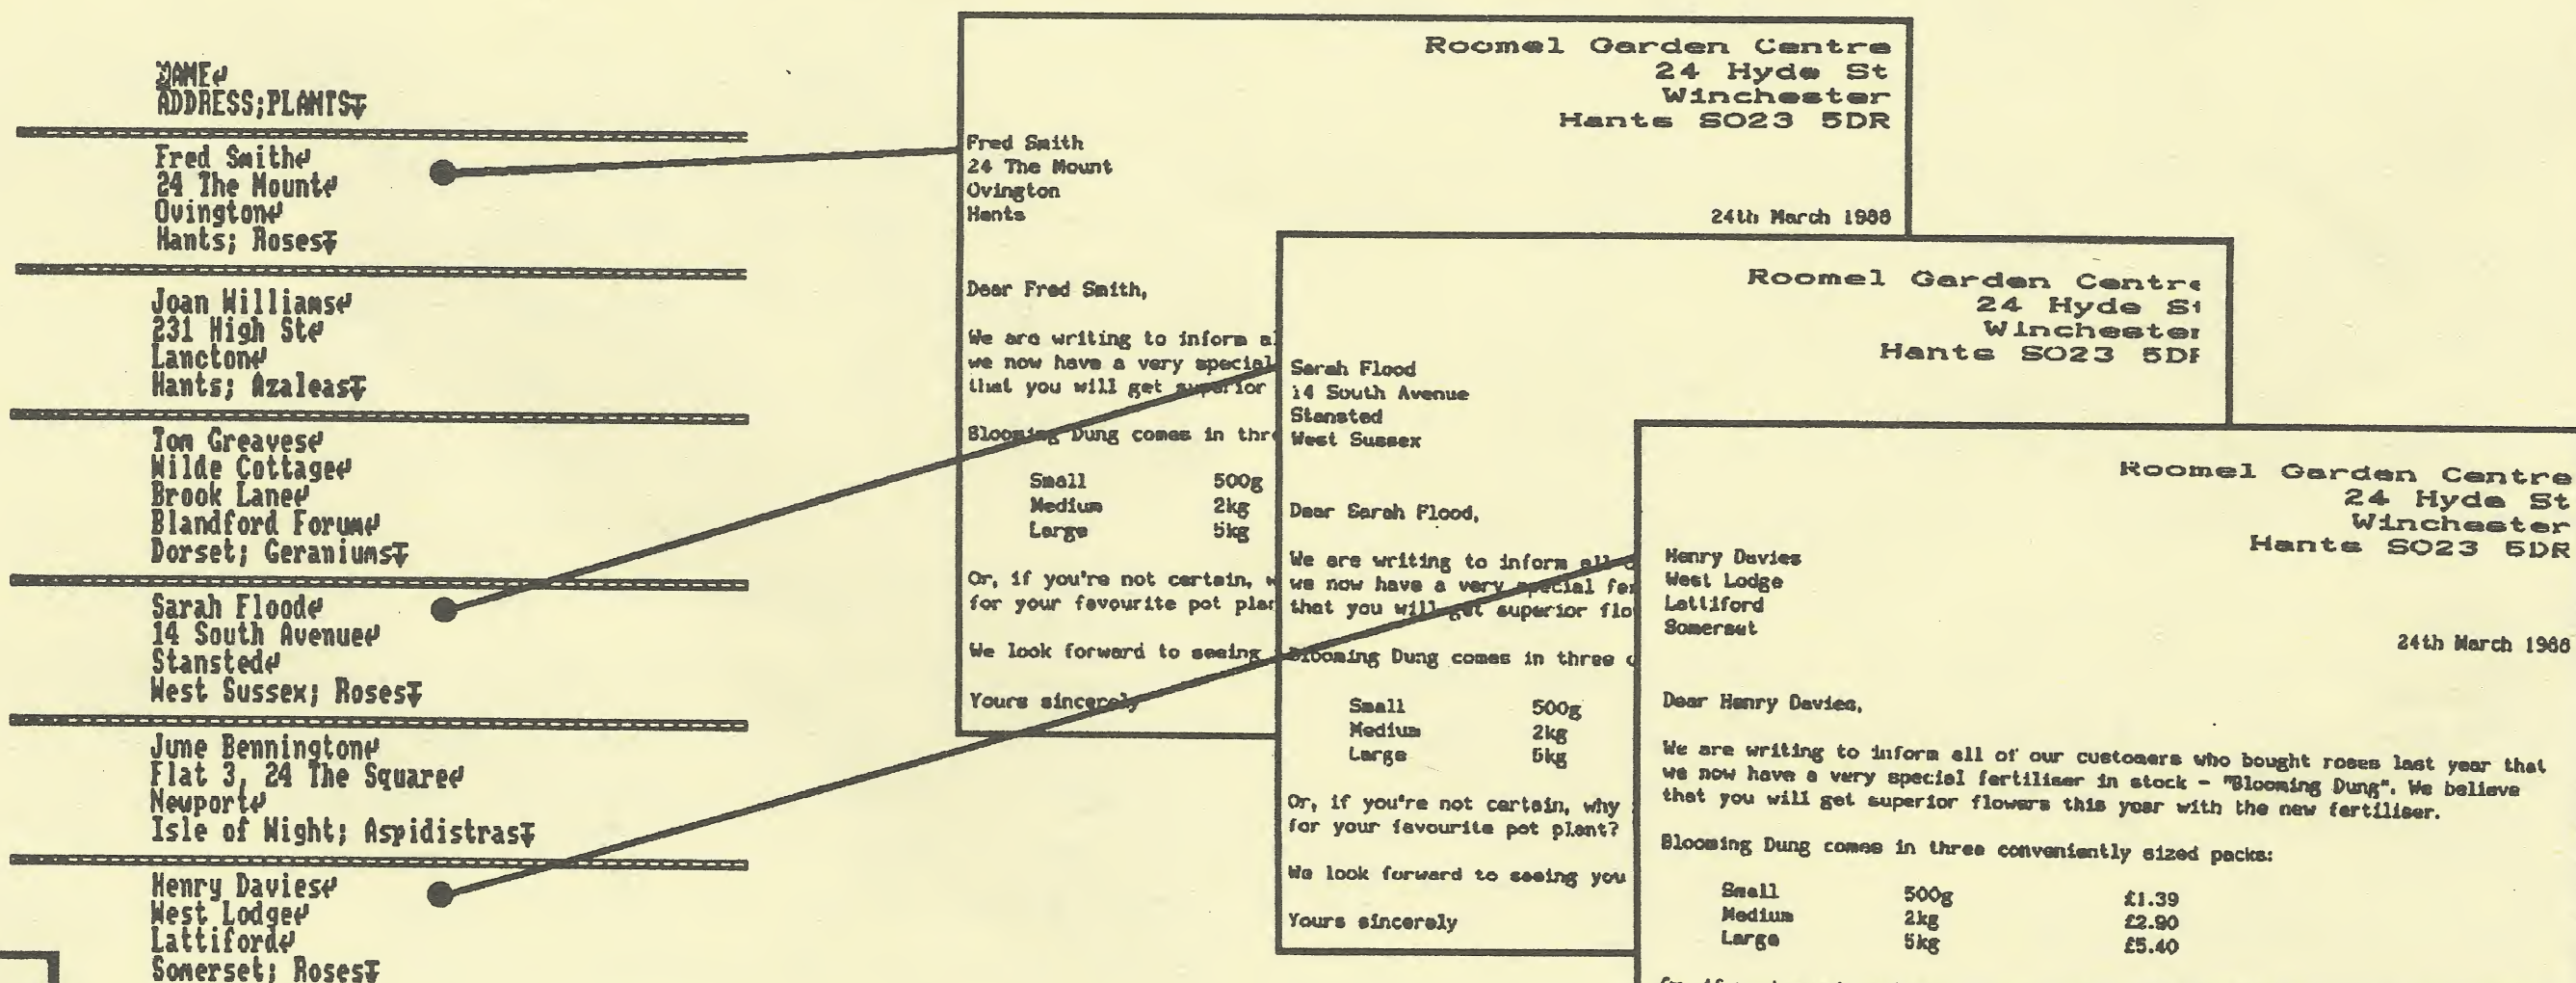 NAME
ADDRESS;PLANTS
Fred Smith
24 The Mount
Ovington
Hants; Roses
Joan Williams
231 High St
Lancton
Hants; Azaleas
Tom Greaves
Wilde Cottage
Brook Lane
Blandford Forum
Dorset; Geraniums
Sarah Flood
14 South Avenue
Stansted
West Sussex; Roses
June Bennington
Flat 3, 24 The Square
Newport
Isle of Wight; Aspidistras
Henry Davies
West Lodge
Lattiford
Somerset; Roses
Roomel Garden Centre
24 Hyde St
Winchester
Hants SO23 5DR
Fred Smith
24 The Mount
Ovington
Hants
24th March 1988
Dear Fred Smith,
We are writing to inform
we now have a very special
that you will get superior
Blooming Dung comes in
Small 500g
Medium 2kg
Large 5kg
Or, if you're not certain,
for your favourite pot
We look forward to seeing
Yours sincerely
Roomel Garden
24 Hyde
Winchester
Hants SO23
Sarah Flood
14 South Avenue
Stansted
West Sussex
Dear Sarah Flood,
We are writing to inform all
we now have a very special
that you will get superior
Blooming Dung comes in three
Small 500g
Medium 2kg
Large 5kg
Or, if you're not certain, why
for your favourite pot plant?
We look forward to seeing you
Yours sincerely
Roomel Garden Centre
24 Hyde St
Winchester
Hants SO23 5DR
Henry Davies
West Lodge
Lattiford
Somerset
24th March 1988
Dear Henry Davies,
We are writing to inform all of our customers who bought roses last year that
we now have a very special fertiliser in stock - "Blooming Dung". We believe
that you will get superior flowers this year with the new fertiliser.
Blooming Dung comes in three conveniently sized packs:
Small 500g £1.39
Medium 2kg £2.90
Large 5kg £5.40